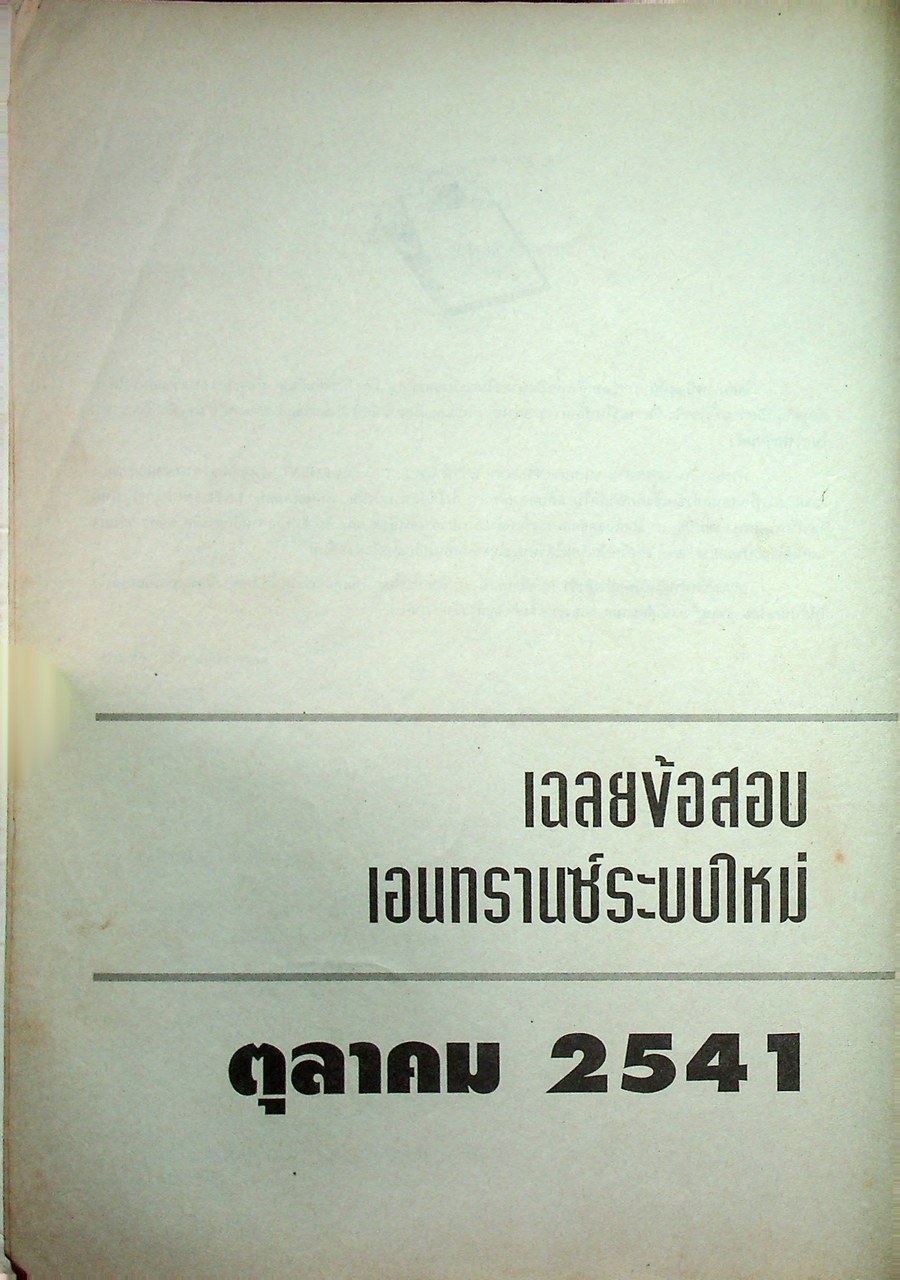 เฉลยข้อสอบ
เอนทรานซ์ระบบใหม่
ตุลาคม 2541